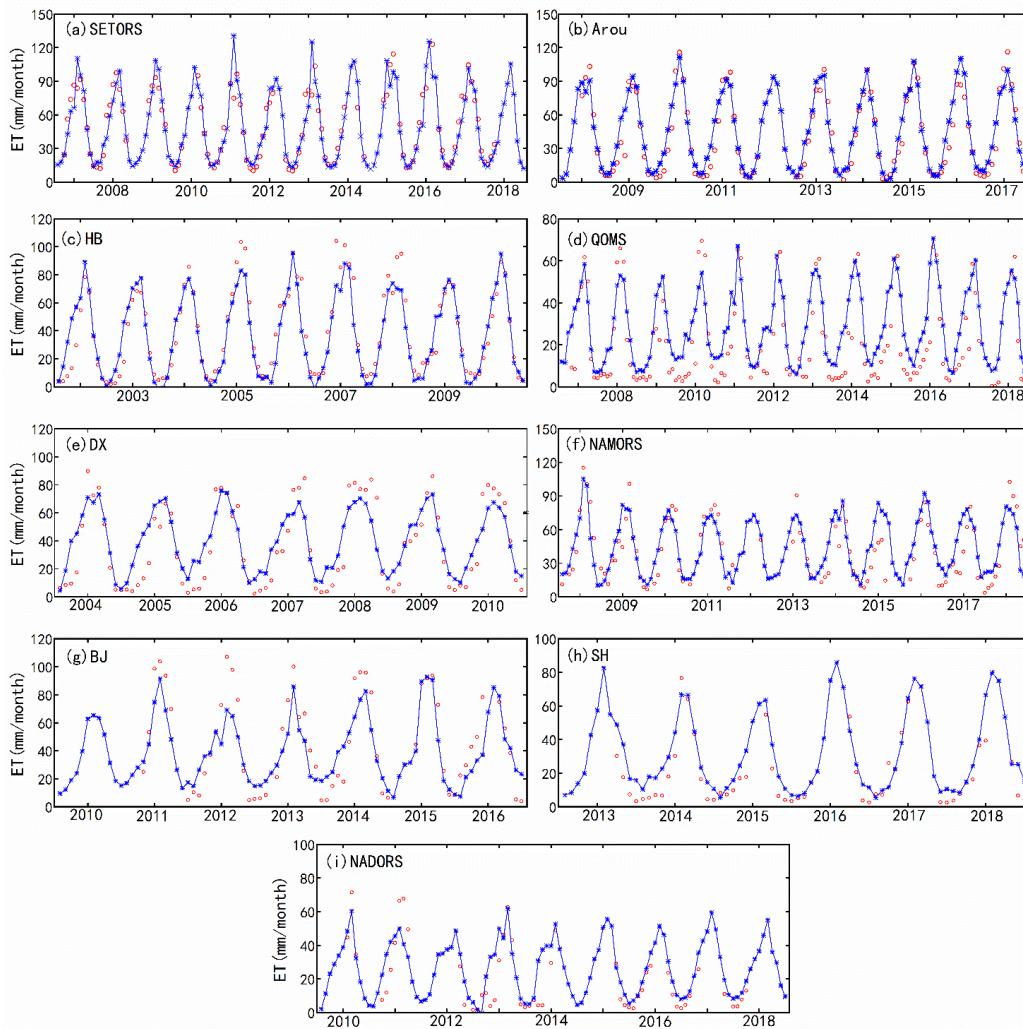 (a) SETORS
ET (mm/month)
150
120
90
60
30
0
2008 2010 2012 2014 2016 2018
(b) Arou
150
120
90
60
30
0
2009 2011 2013 2015 2017
(c) HB
ET (mm/month)
120
100
80
60
40
20
0
2003 2005 2007 2009
(d) QOMS
80
60
40
20
0
2008 2010 2012 2014 2016 2018
(e) DX
ET (mm/month)
120
100
80
60
40
20
0
2004 2005 2006 2007 2008 2009 2010
(f) NAMORS
150
120
90
60
30
0
2009 2011 2013 2015 2017
(g) BJ
ET (mm/month)
120
100
80
60
40
20
0
2010 2011 2012 2013 2014 2015 2016
(h) SH
100
80
60
40
20
0
2013 2014 2015 2016 2017 2018
(i) NADORS
ET (mm/month)
100
80
60
40
20
0
2010 2012 2014 2016 2018